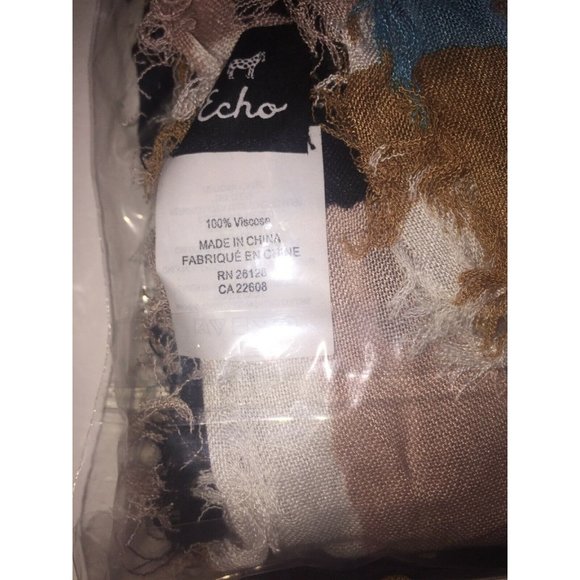 Echo
100% Viscose
MADE IN CHINA
FABRIQUÉ EN CHINE
RN 26128
CA 22608